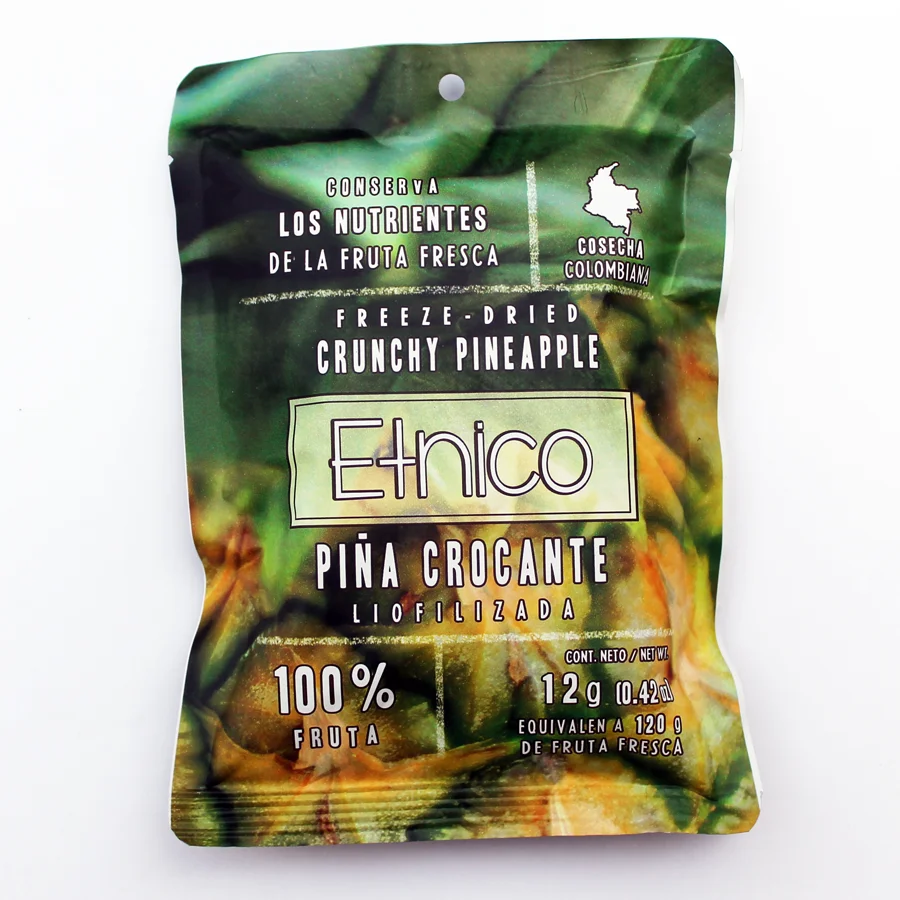 CONSERVA
LOS NUTRIENTES
DE LA FRUTA FRESCA
COSECHA
COLOMBIANA
FREEZE-DRIED
CRUNCHY PINEAPPLE
Etnico
PIÑA CROCANTE
LIOFILIZADA
100%
FRUTA
CONT. NETO / NET WT.
12g (0.42oz)
EQUIVALEN A 120 g
DE FRUTA FRESCA